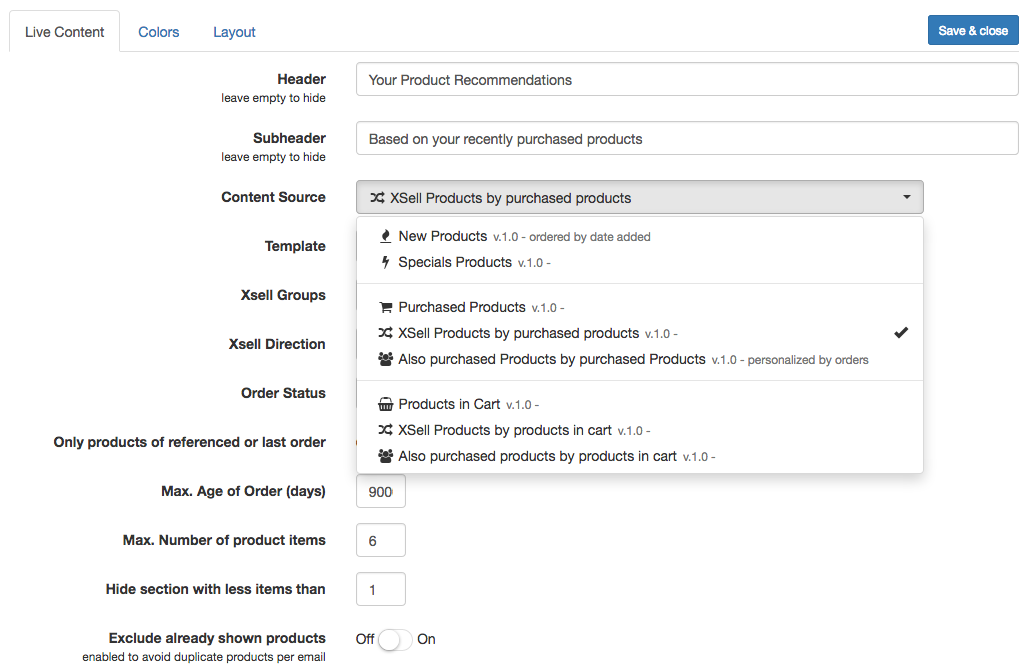 Live Content Colors Layout Save & close
Header Your Product Recommendations
leave empty to hide
Subheader Based on your recently purchased products
leave empty to hide
Content Source XSell Products by purchased products
New Products v.1.0 - ordered by date added
Template
Specials Products v.1.0 -
Xsell Groups
Purchased Products v.1.0 -
XSell Products by purchased products v.1.0 -
Xsell Direction
Also purchased Products by purchased Products v.1.0 - personalized by orders
Order Status
Products in Cart v.1.0 -
XSell Products by products in cart v.1.0 -
Only products of referenced or last order
Also purchased products by products in cart v.1.0 -
Max. Age of Order (days) 900
Max. Number of product items 6
Hide section with less items than 1
Exclude already shown products Off On
enabled to avoid duplicate products per email